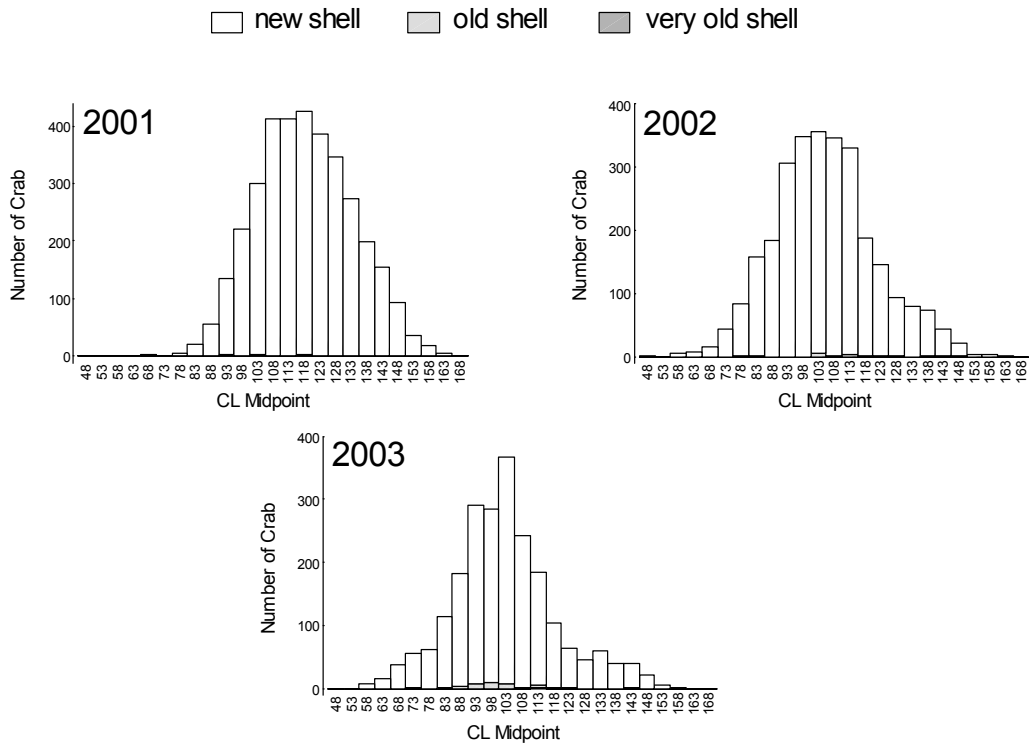 new shell old shell very old shell
2001
400
300
200
100
0
Number of Crab
48 53 58 63 68 73 78 83 88 93 98 103 108 113 118 123 128 133 138 143 148 153 158 163 168
CL Midpoint
2002
400
300
200
100
0
Number of Crab
48 53 58 63 68 73 78 83 88 93 98 103 108 113 118 123 128 133 138 143 148 153 158 163 168
CL Midpoint
2003
400
300
200
100
0
Number of Crab
48 53 58 63 68 73 78 83 88 93 98 103 108 113 118 123 128 133 138 143 148 153 158 163 168
CL Midpoint